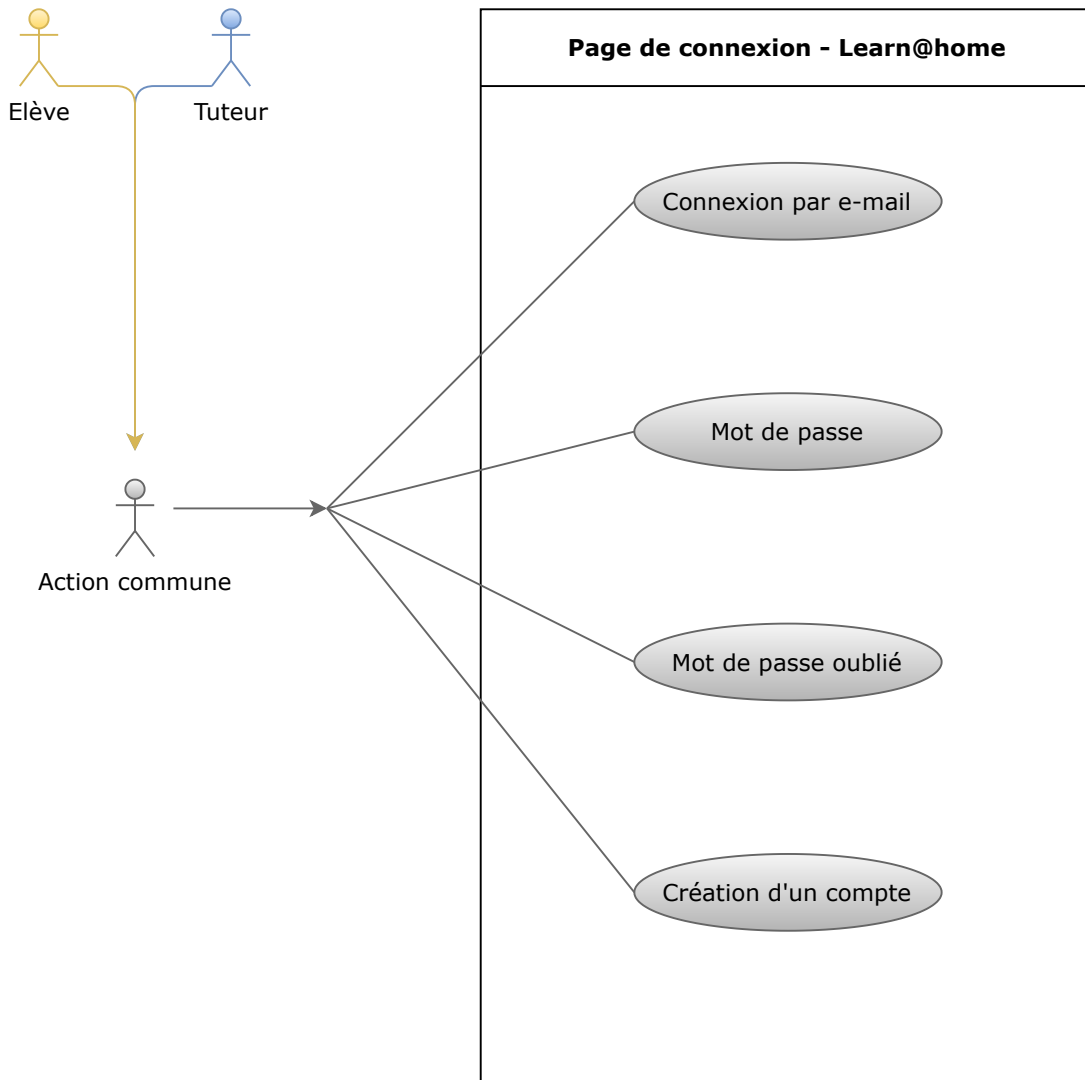 Elève
Tuteur
Page de connexion - Learn@home
Connexion par e-mail
Mot de passe
Action commune
Mot de passe oublié
Création d'un compte